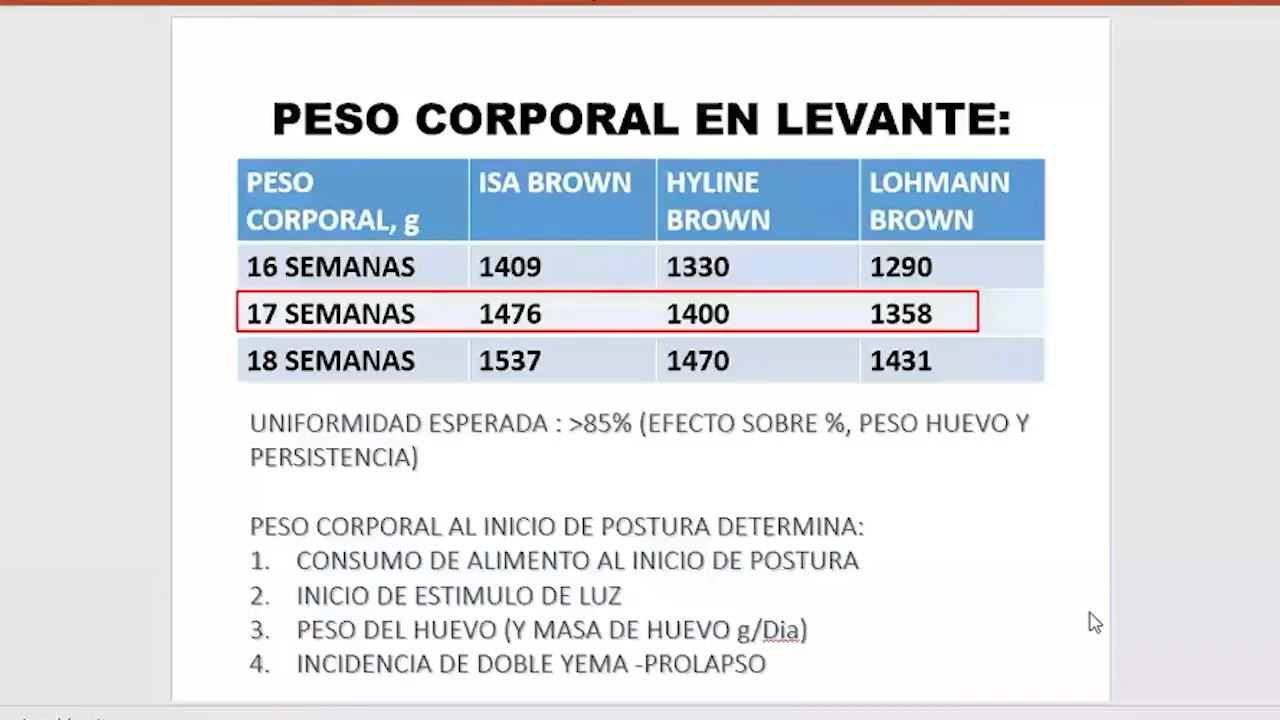 PESO CORPORAL EN LEVANTE:
PESO CORPORAL, g ISA BROWN HYLINE BROWN LOHMANN BROWN
16 SEMANAS 1409 1330 1290
17 SEMANAS 1476 1400 1358
18 SEMANAS 1537 1470 1431
UNIFORMIDAD ESPERADA : >85% (EFECTO SOBRE %, PESO HUEVO Y
PERSISTENCIA)
PESO CORPORAL AL INICIO DE POSTURA DETERMINA:
1. CONSUMO DE ALIMENTO AL INICIO DE POSTURA
2. INICIO DE ESTIMULO DE LUZ
3. PESO DEL HUEVO (Y MASA DE HUEVO g/Dia)
4. INCIDENCIA DE DOBLE YEMA -PROLAPSO